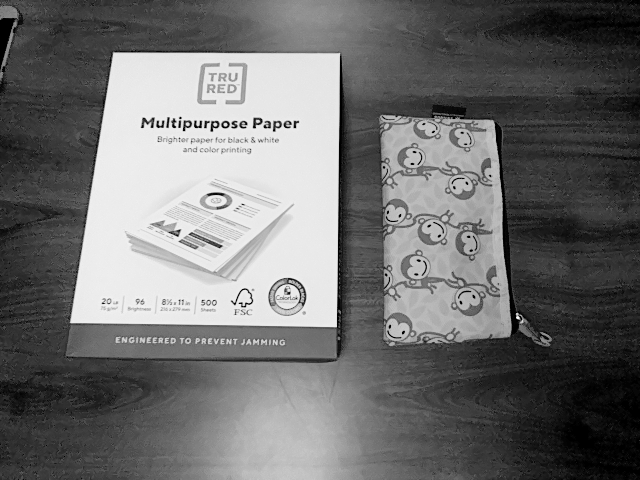 TRU
RED
Multipurpose Paper
Brighter paper for black & white
and color printing
20 LB
75 g/m²
96
Brightness
8½ x 11 in
216 x 279 mm
500
Sheets
FSC
ColorLok
ENGINEERED TO PREVENT JAMMING